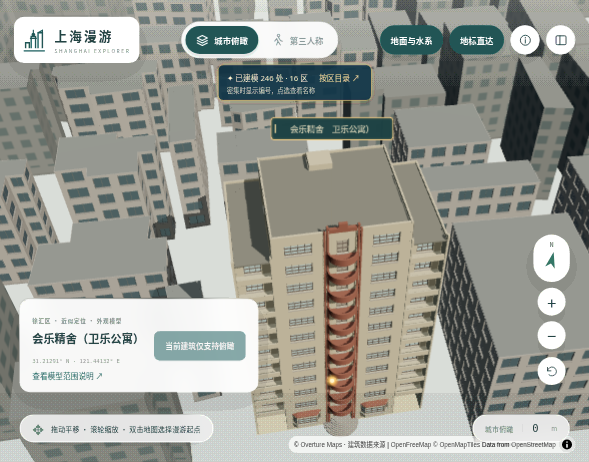 上海漫游
SHANGHAI EXPLORER
城市俯瞰
第三人称
地面与水系
地标直达
✦ 已建模 246 处 · 16 区 按区目录 ↗
密集时显示编号，点选查看名称
会乐精舍 卫乐公寓）
N
徐汇区 · 近似定位 · 外观模型
会乐精舍（卫乐公寓）
当前建筑仅支持俯瞰
31.21291° N · 121.44132° E
查看模型范围说明 ↗
+
−
拖动平移 · 滚轮缩放 · 双击地图选择漫游起点
城市俯瞰 0 m
© Overture Maps · 建筑数据来源 | OpenFreeMap © OpenMapTiles Data from OpenStreetMap